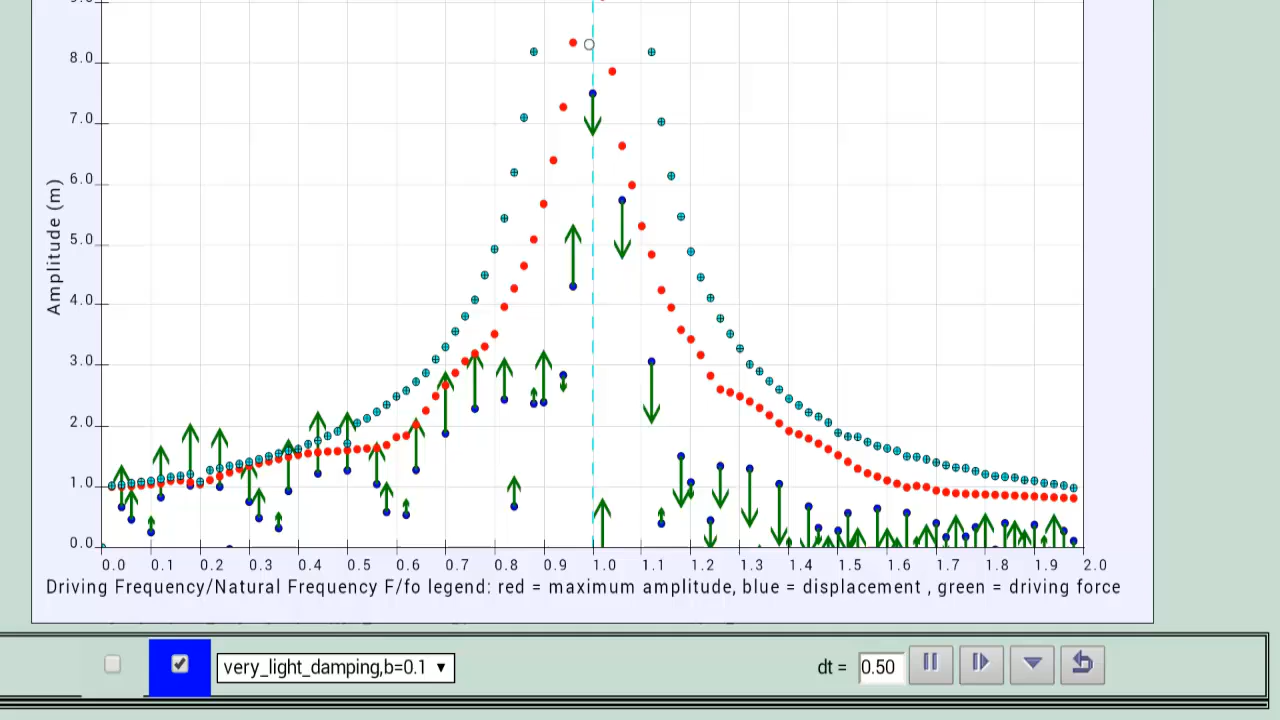 9.0
8.0
7.0
6.0
5.0
4.0
3.0
2.0
1.0
0.0
Amplitude (m)
0.0 0.1 0.2 0.3 0.4 0.5 0.6 0.7 0.8 0.9 1.0 1.1 1.2 1.3 1.4 1.5 1.6 1.7 1.8 1.9 2.0
Driving Frequency/Natural Frequency F/fo legend: red = maximum amplitude, blue = displacement , green = driving force
very_light_damping,b=0.1 ▼
dt = 0.50